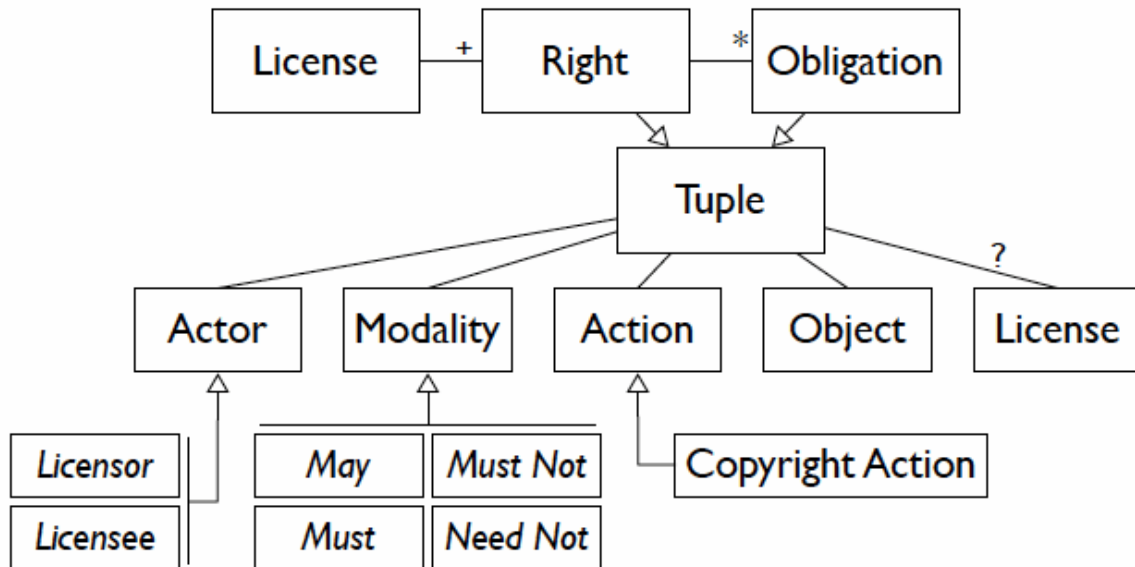 License + Right * Obligation
Tuple
?
Actor Modality Action Object License
Licensor May Must Not Copyright Action
Licensee Must Need Not